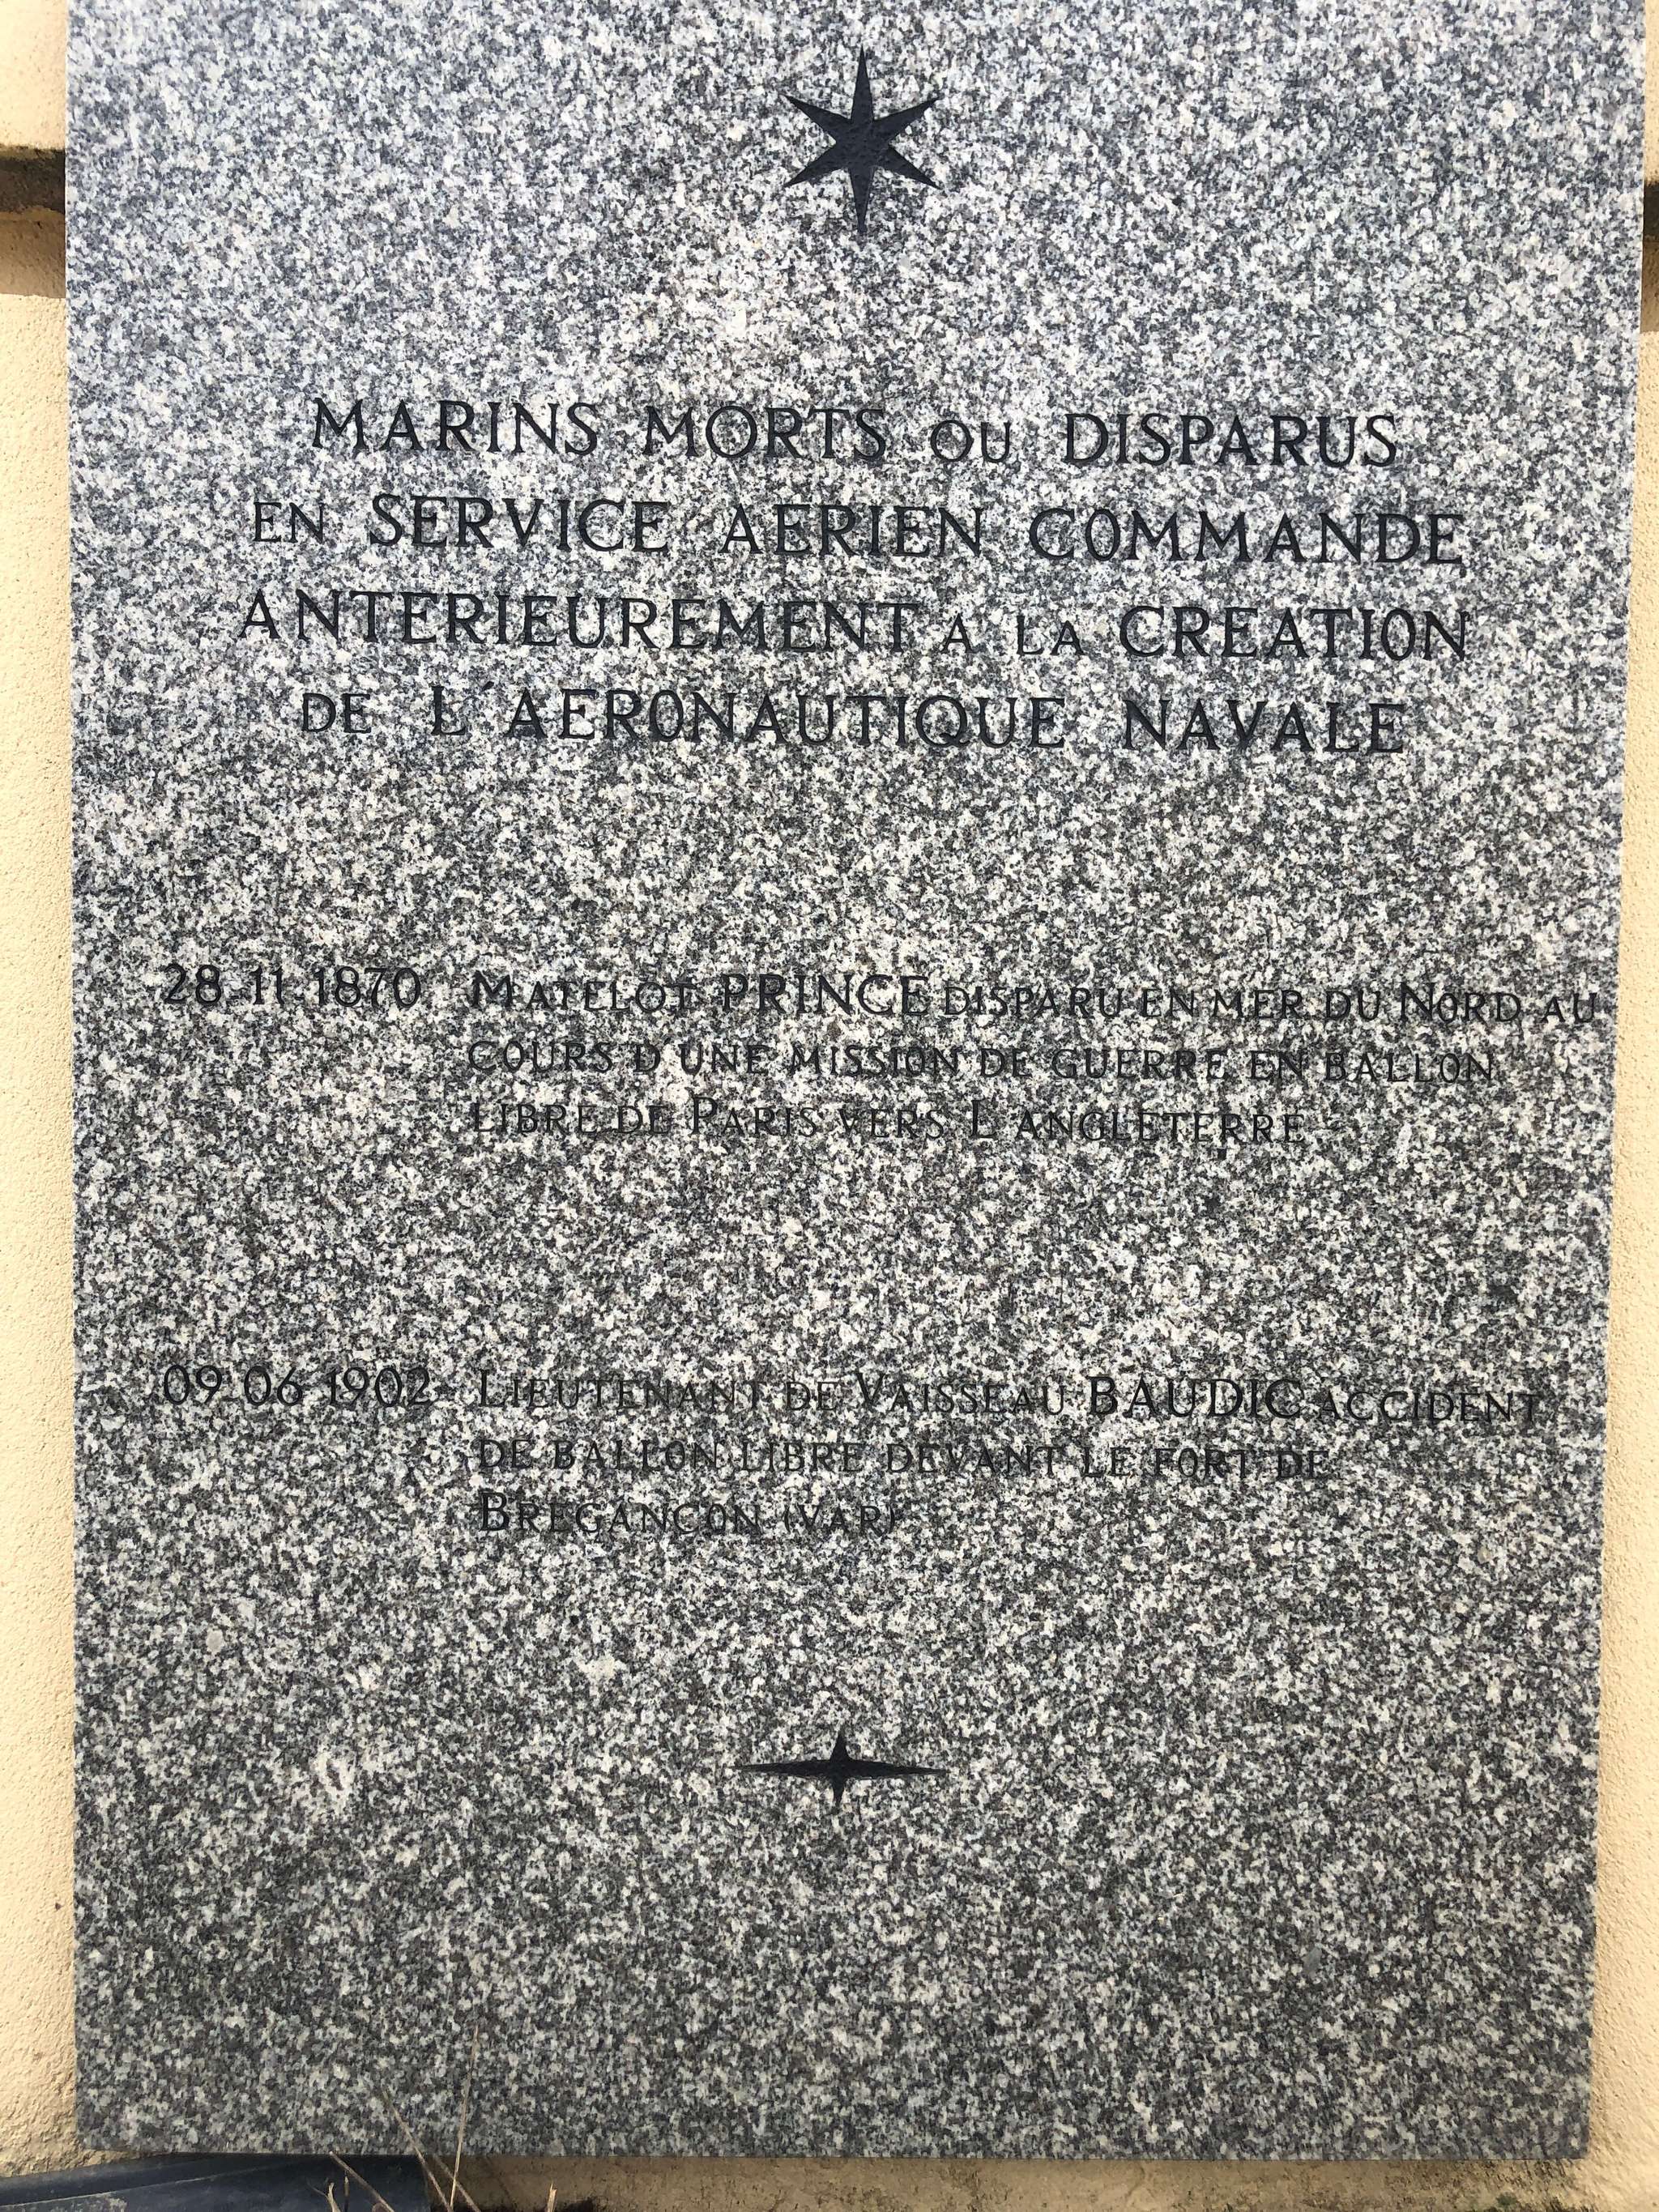 MARINS MORTS OU DISPARUS
EN SERVICE AERIEN COMMANDE
ANTERIEUREMENT A LA CREATION
DE L'AERONAUTIQUE NAVALE
28-11-1870 MATELOT PRINCE DISPARU EN MER DU NORD AU
COURS D'UNE MISSION DE GUERRE EN BALLON
LIBRE DE PARIS VERS L'ANGLETERRE
09-06-1902 LIEUTENANT DE VAISSEAU BAUDIC ACCIDENT
DE BALLON LIBRE DEVANT LE FORT DE
BREGANCON (VAR)